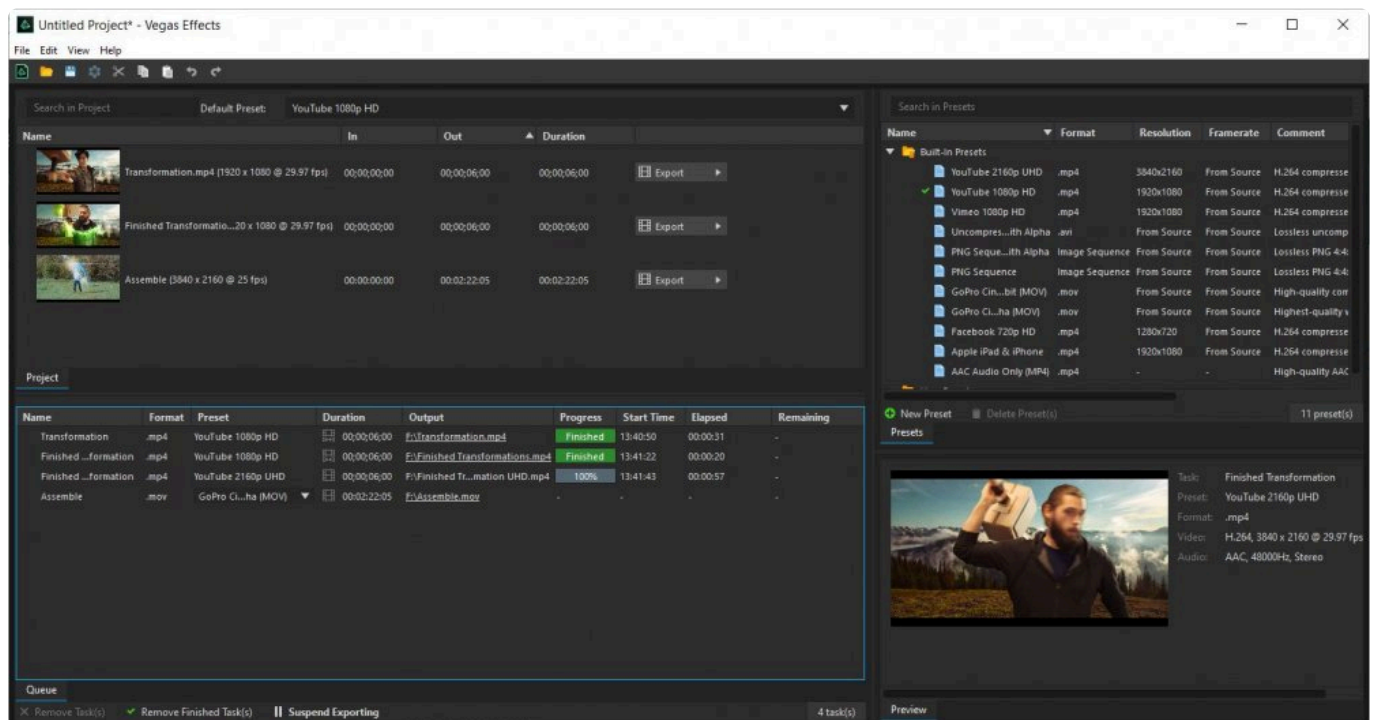 Untitled Project* - Vegas Effects
File Edit View Help
Search in Project Default Preset: YouTube 1080p HD
Name In Out Duration
Transformation.mp4 (1920 x 1080 @ 29.97 fps) 00;00;00;00 00;00;06;00 00;00;06;00 Export
Finished Transformatio...20 x 1080 @ 29.97 fps) 00;00;00;00 00;00;06;00 00;00;06;00 Export
Assemble (3840 x 2160 @ 25 fps) 00:00:00:00 00:02:22:05 00:02:22:05 Export
Project
Name Format Preset Duration Output Progress Start Time Elapsed Remaining
Transformation .mp4 YouTube 1080p HD 00;00;06;00 F:\Transformation.mp4 Finished 13:40:50 00:00:31 -
Finished ...formation .mp4 YouTube 1080p HD 00;00;06;00 F:\Finished Transformations.mp4 Finished 13:41:22 00:00:20 -
Finished ...formation .mp4 YouTube 2160p UHD 00;00;06;00 F:\Finished Tr...mation UHD.mp4 100% 13:41:43 00:00:57 -
Assemble .mov GoPro Ci...ha (MOV) 00:02:22:05 F:\Assemble.mov - - - -
Queue
Remove Task(s) Remove Finished Task(s) Suspend Exporting 4 task(s)
Search in Presets
Name Format Resolution Framerate Comment
Built-in Presets
YouTube 2160p UHD .mp4 3840x2160 From Source H.264 compresse
YouTube 1080p HD .mp4 1920x1080 From Source H.264 compresse
Vimeo 1080p HD .mp4 1920x1080 From Source H.264 compresse
Uncompres...ith Alpha .avi From Source From Source Lossless uncomp
PNG Seque...ith Alpha Image Sequence From Source From Source Lossless PNG 4:4:
PNG Sequence Image Sequence From Source From Source Lossless PNG 4:4:
GoPro Cin...bit (MOV) .mov From Source From Source High-quality com
GoPro Ci...ha (MOV) .mov From Source From Source Highest-quality v
Facebook 720p HD .mp4 1280x720 From Source H.264 compresse
Apple iPad & iPhone .mp4 1920x1080 From Source H.264 compresse
AAC Audio Only (MP4) .mp4 - - High-quality AAC
New Preset Delete Preset(s) 11 preset(s)
Presets
Task: Finished Transformation
Preset: YouTube 2160p UHD
Format: .mp4
Video: H.264, 3840 x 2160 @ 29.97 fps
Audio: AAC, 48000Hz, Stereo
Preview